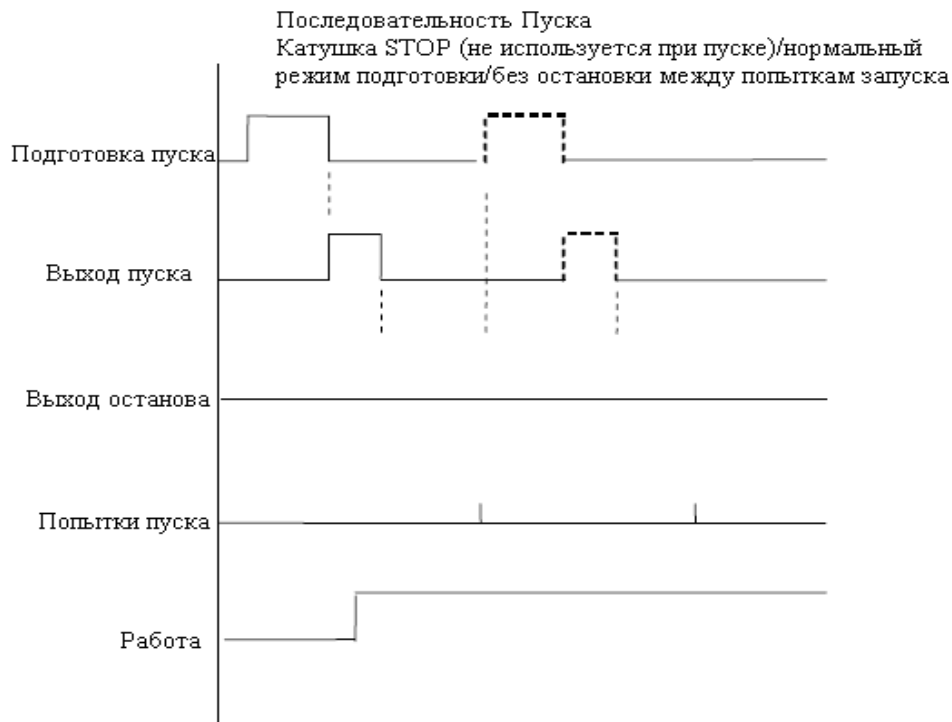 Последовательность Пуска
Катушка STOP (не используется при пуске)/нормальный
режим подготовки/без остановки между попыткам запуска
Подготовка пуска
Выход пуска
Выход останова
Попытки пуска
Работа